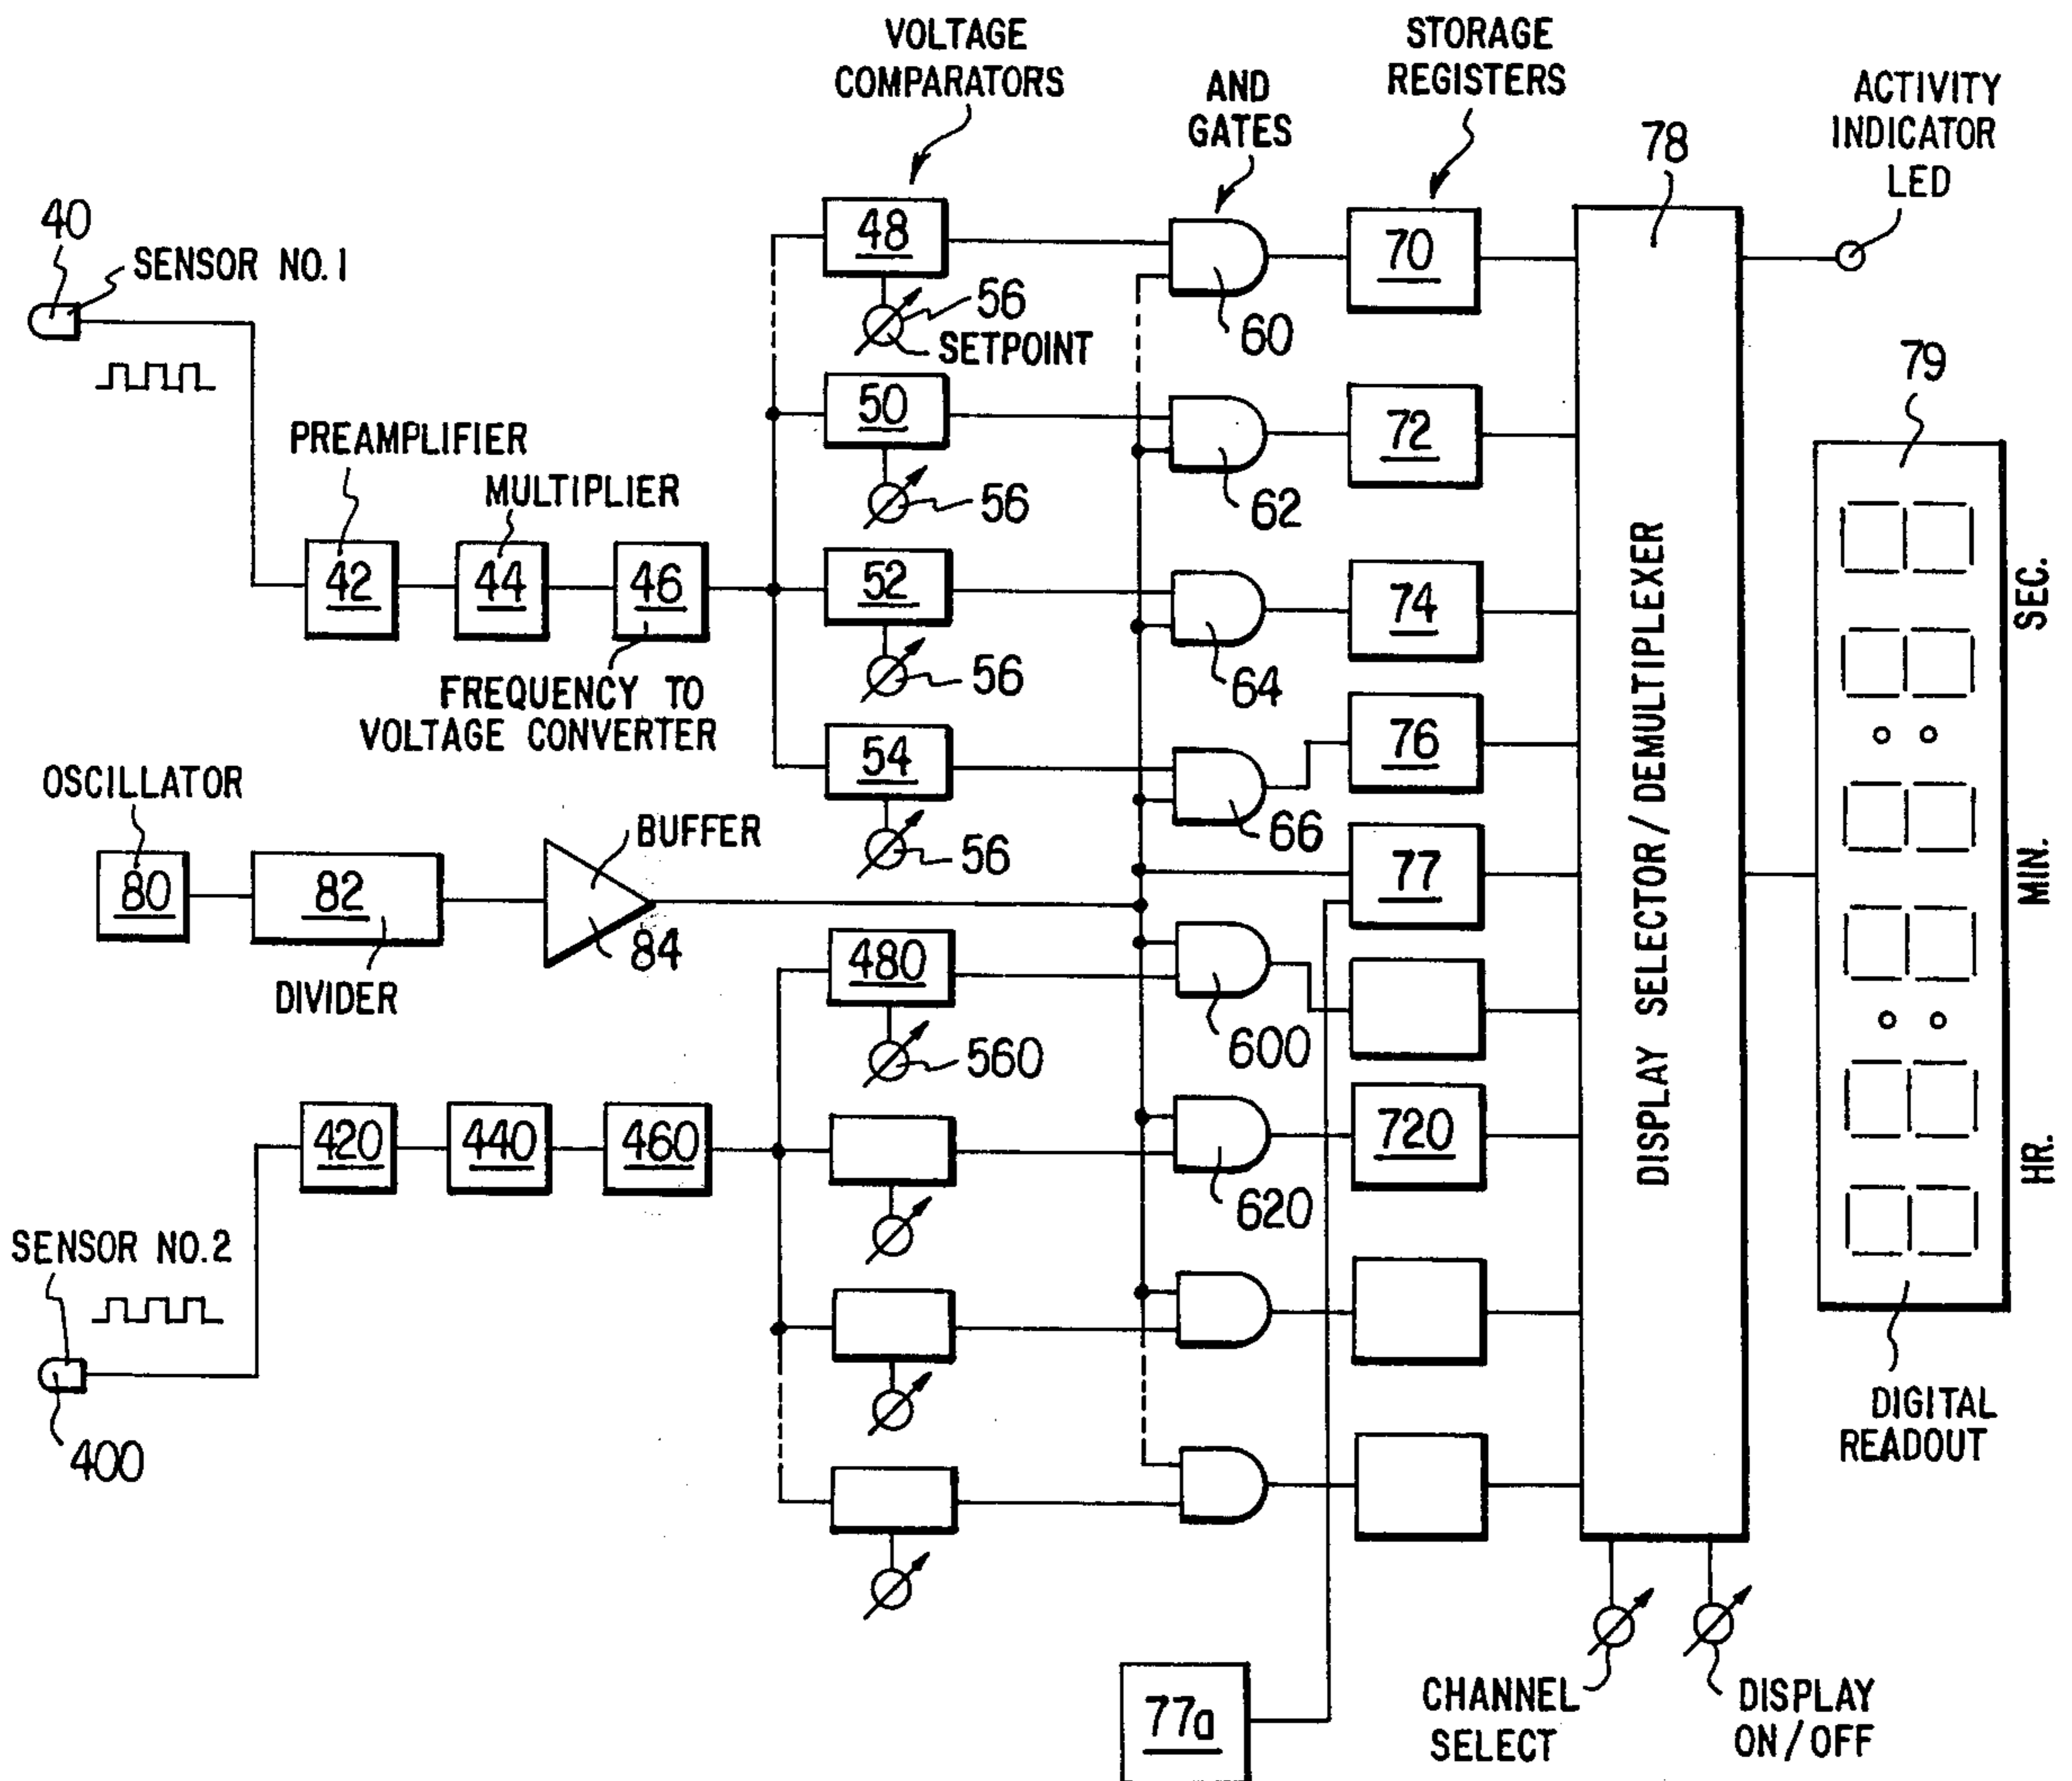 VOLTAGE
COMPARATORS
AND
GATES
STORAGE
REGISTERS
ACTIVITY
INDICATOR
LED
78
40
SENSOR NO.1
48
56
SETPOINT
60
70
79
50
56
62
72
PREAMPLIFIER
MULTIPLIER
42
44
46
52
56
64
74
SEC.
FREQUENCY TO
VOLTAGE CONVERTER
54
56
66
76
OSCILLATOR
80
82
DIVIDER
BUFFER
84
77
DISPLAY SELECTOR/DEMULTIPLEXER
MIN.
480
560
600
420
440
460
620
720
HR.
SENSOR NO.2
400
DIGITAL
READOUT
77a
CHANNEL
SELECT
DISPLAY
ON/OFF